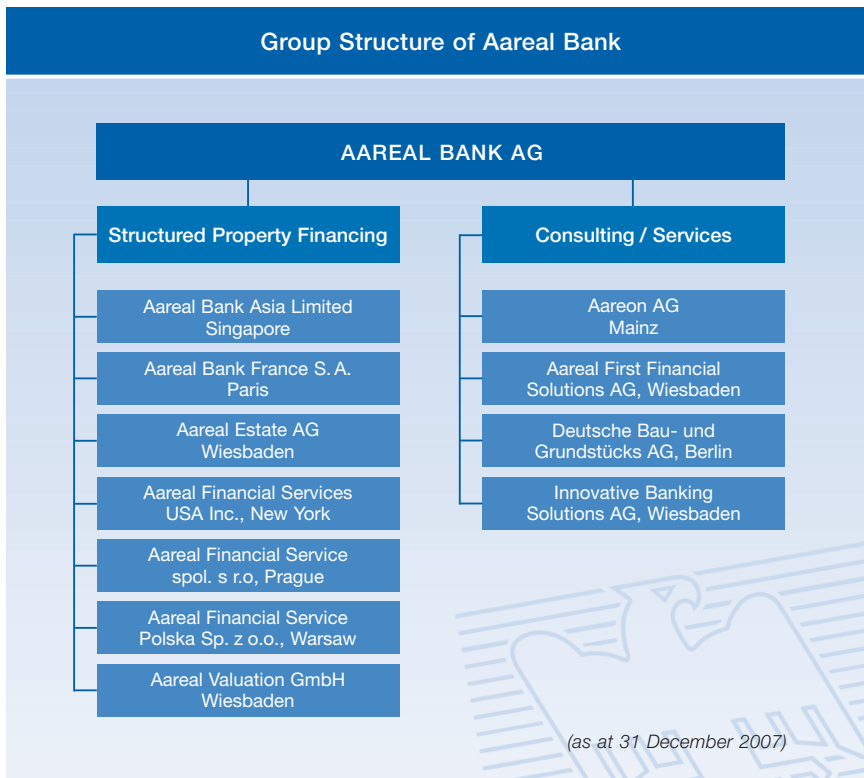 Group Structure of Aareal Bank
AAREAL BANK AG
Structured Property Financing
Aareal Bank Asia Limited
Singapore
Aareal Bank France S. A.
Paris
Aareal Estate AG
Wiesbaden
Aareal Financial Services
USA Inc., New York
Aareal Financial Service
spol. s r.o, Prague
Aareal Financial Service
Polska Sp. z o.o., Warsaw
Aareal Valuation GmbH
Wiesbaden
Consulting / Services
Aareon AG
Mainz
Aareal First Financial
Solutions AG, Wiesbaden
Deutsche Bau- und
Grundstücks AG, Berlin
Innovative Banking
Solutions AG, Wiesbaden
(as at 31 December 2007)